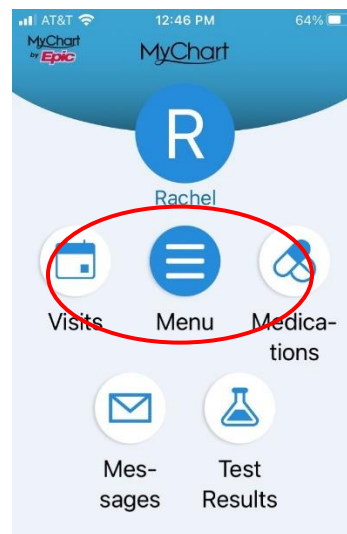 AT&T 12:46 PM 64%
MyChart MyChart
by Epic
R
Rachel
Visits Menu Medica-
tions
Mes- Test
sages Results